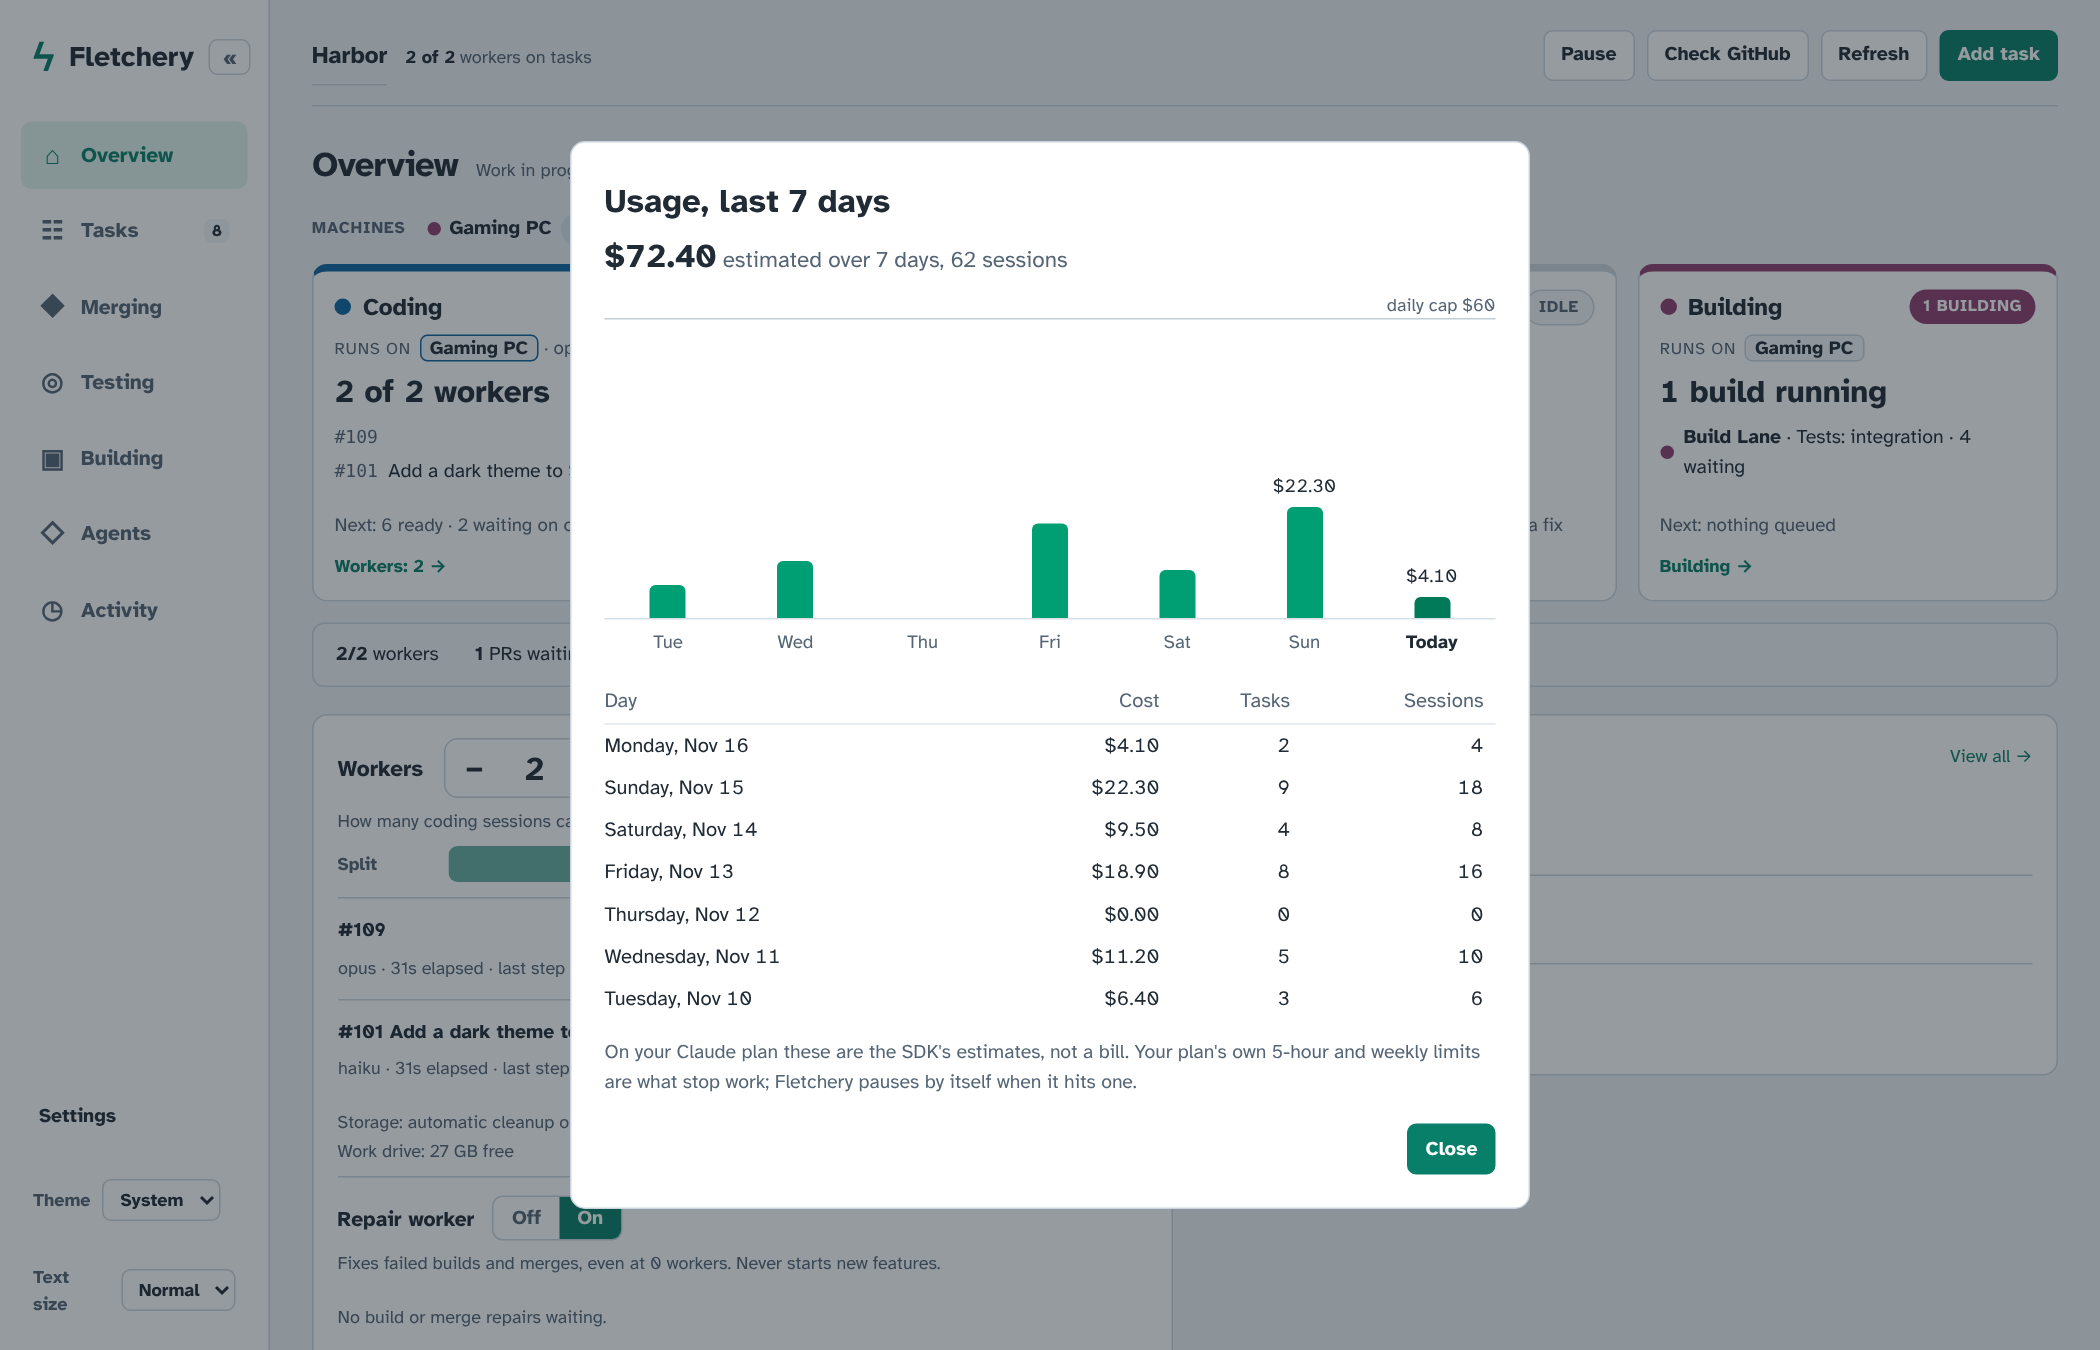 Fletchery «
Overview
Tasks 8
Merging
Testing
Building
Agents
Activity
Settings
Theme System
Text size Normal
Harbor 2 of 2 workers on tasks
Pause Check GitHub Refresh Add task
Overview Work in
MACHINES Gaming PC
Coding
RUNS ON Gaming PC ·
2 of 2 workers
#109
#101 Add a dark theme to
Next: 6 ready · 2 waiting on
Workers: 2 →
IDLE
a fix
Building 1 BUILDING
RUNS ON Gaming PC
1 build running
Build Lane · Tests: integration · 4
waiting
Next: nothing queued
Building →
2/2 workers 1 PRs
View all →
Workers − 2
How many coding sessions
Split
#109
opus · 31s elapsed · last step
#101 Add a dark theme
haiku · 31s elapsed · last step
Storage: automatic cleanup
Work drive: 27 GB free
Repair worker Off On
Fixes failed builds and merges, even at 0 workers. Never starts new features.
No build or merge repairs waiting.
Usage, last 7 days
$72.40 estimated over 7 days, 62 sessions
daily cap $60
$22.30
$4.10
Tue Wed Thu Fri Sat Sun Today
Day Cost Tasks Sessions
Monday, Nov 16 $4.10 2 4
Sunday, Nov 15 $22.30 9 18
Saturday, Nov 14 $9.50 4 8
Friday, Nov 13 $18.90 8 16
Thursday, Nov 12 $0.00 0 0
Wednesday, Nov 11 $11.20 5 10
Tuesday, Nov 10 $6.40 3 6
On your Claude plan these are the SDK's estimates, not a bill. Your plan's own 5-hour and weekly limits
are what stop work; Fletchery pauses by itself when it hits one.
Close